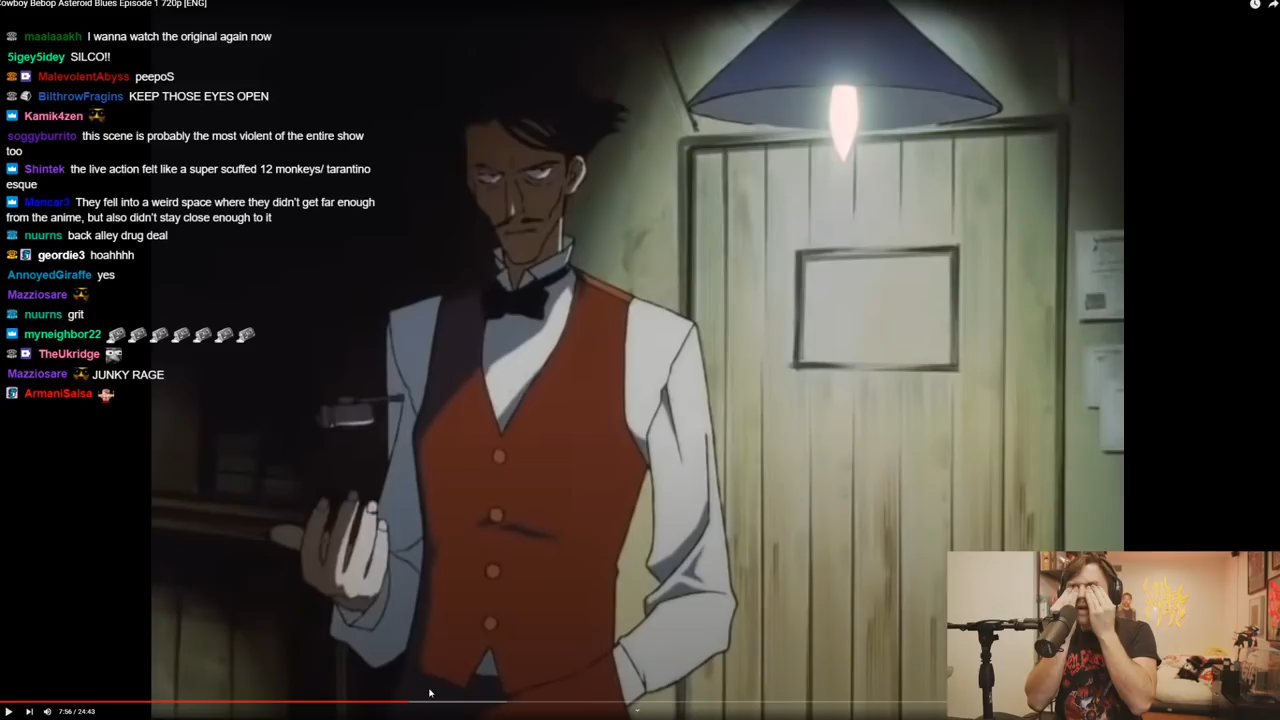 Cowboy Bebop Asteroid Blues Episode 1 720p [ENG]
maalaaakh I wanna watch the original again now
5igey5idey SILCO!!
MalevolentAbyss peepoS
BilthrowFragins KEEP THOSE EYES OPEN
Kamik4zen
soggyburrito this scene is probably the most violent of the entire show
too
Shintek the live action felt like a super scuffed 12 monkeys/ tarantino
esque
Mancar3 They fell into a weird space where they didn't get far enough
from the anime, but also didn't stay close enough to it
nuurns back alley drug deal
geordie3 hoahhhh
AnnoyedGiraffe yes
Mazziosare
nuurns grit
myneighbor22
TheUkridge
Mazziosare JUNKY RAGE
ArmaniSalsa
7:56 / 24:43